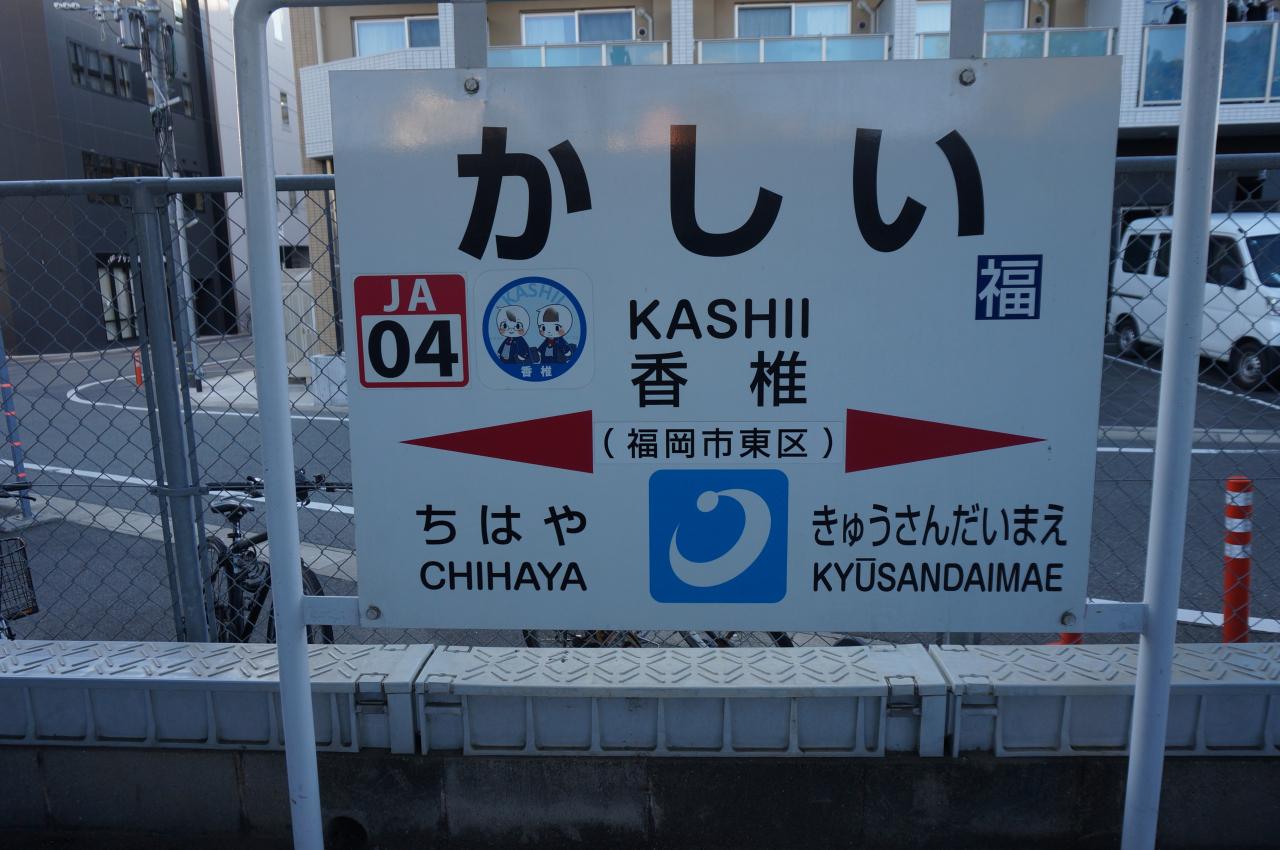 かしい
福
JA
04
KASHII
香椎
KASHII
香椎
(福岡市東区)
ちはや
CHIHAYA
きゅうさんだいまえ
KYŪSANDAIMAE